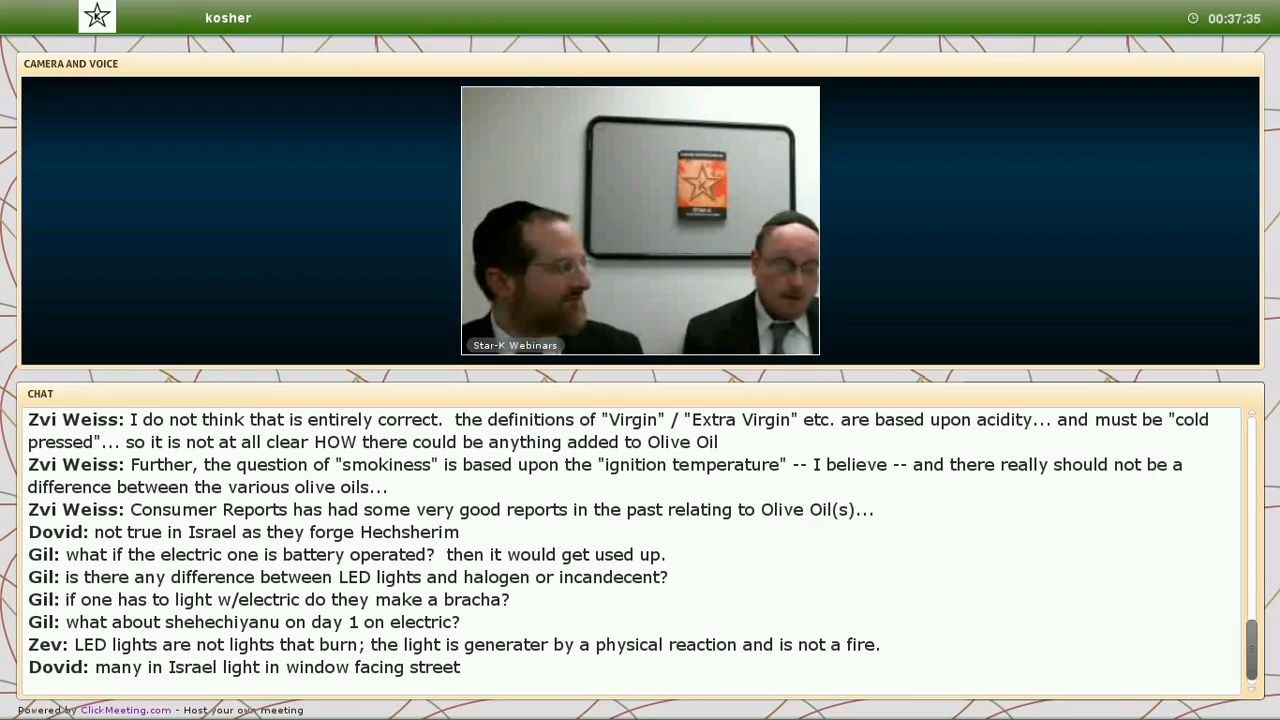 K
kosher
00:37:35
CAMERA AND VOICE
K
STAR-K
Star-K Webinars
CHAT
Zvi Weiss: I do not think that is entirely correct.  the definitions of "Virgin" / "Extra Virgin" etc. are based upon acidity... and must be "cold
pressed"... so it is not at all clear HOW there could be anything added to Olive Oil
Zvi Weiss: Further, the question of "smokiness" is based upon the "ignition temperature" -- I believe -- and there really should not be a
difference between the various olive oils...
Zvi Weiss: Consumer Reports has had some very good reports in the past relating to Olive Oil(s)...
Dovid: not true in Israel as they forge Hechsherim
Gil: what if the electric one is battery operated?  then it would get used up.
Gil: is there any difference between LED lights and halogen or incandecent?
Gil: if one has to light w/electric do they make a bracha?
Gil: what about shehechiyanu on day 1 on electric?
Zev: LED lights are not lights that burn; the light is generater by a physical reaction and is not a fire.
Dovid: many in Israel light in window facing street
Powered by ClickMeeting.com - Host your own meeting